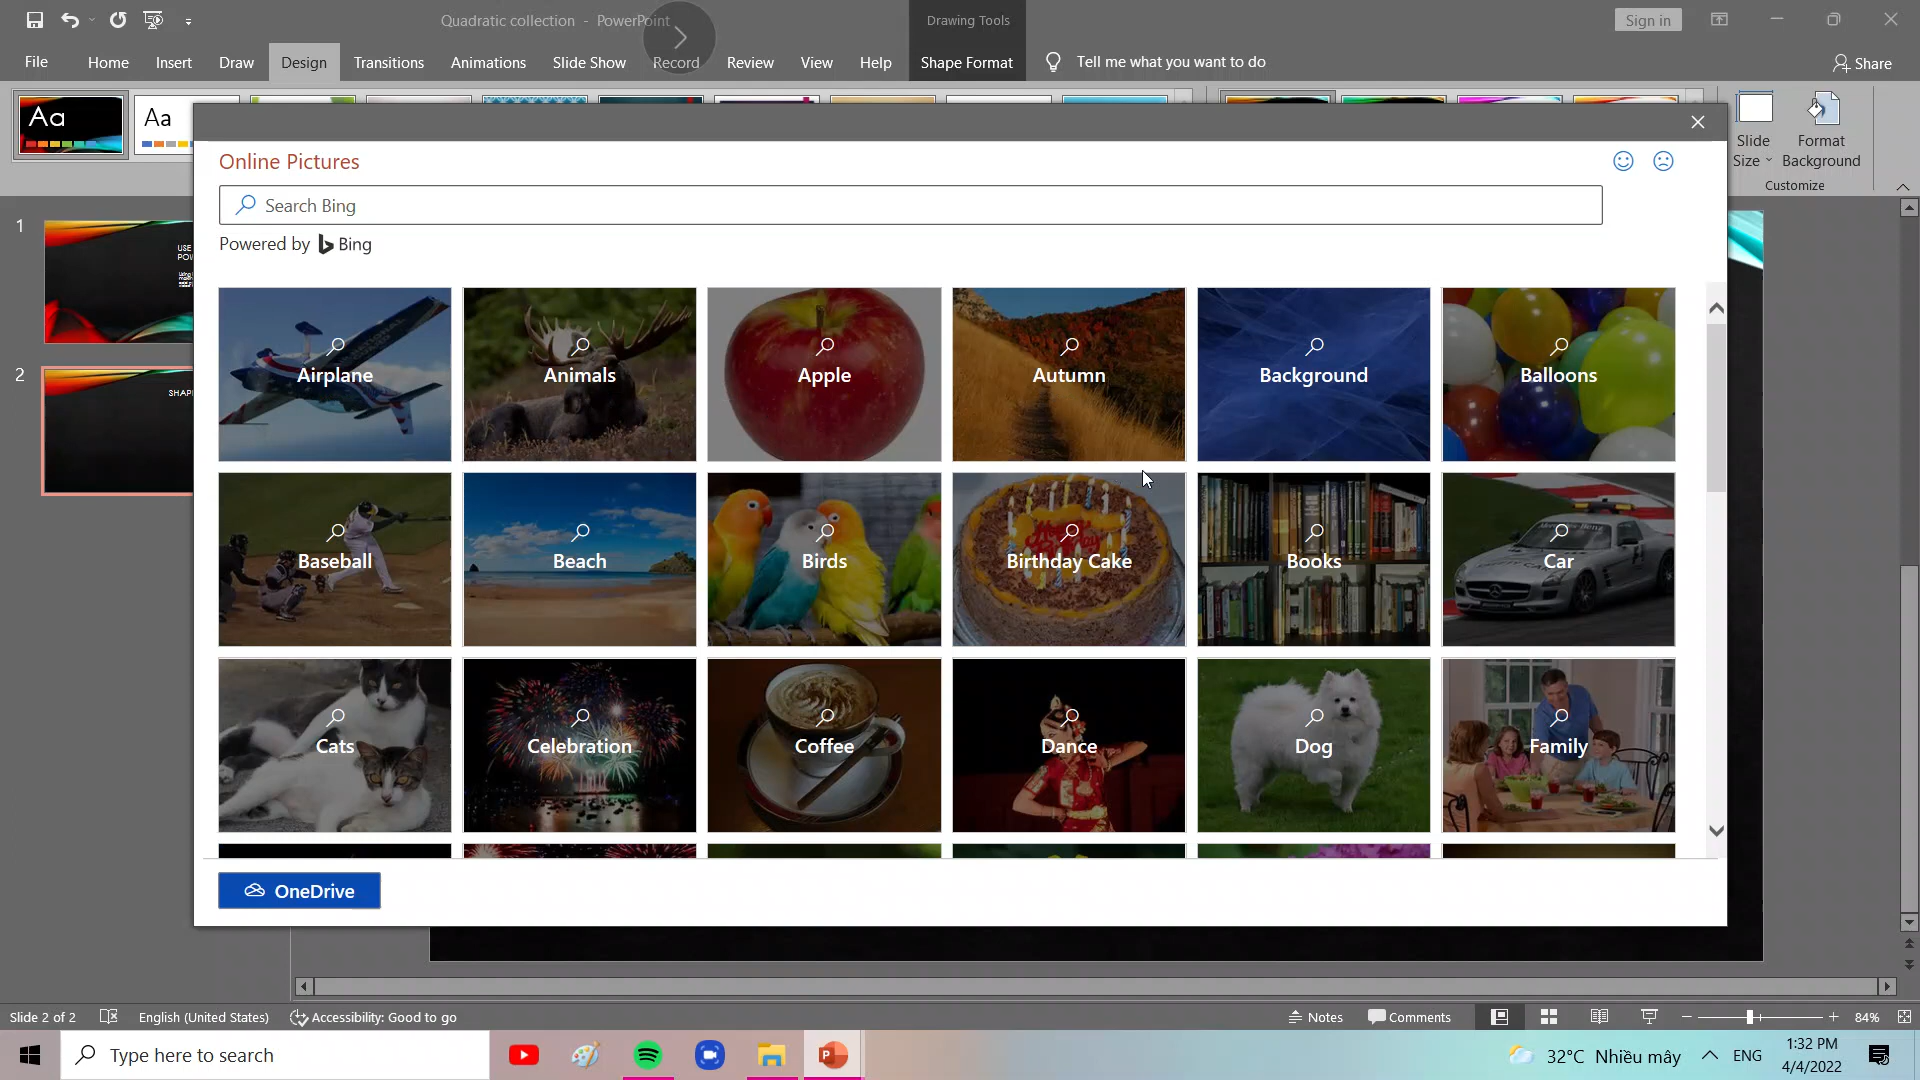 Quadratic collection - PowerPoint
Drawing Tools
Sign in
File
Home
Insert
Draw
Design
Transitions
Animations
Slide Show
Record
Review
View
Help
Shape Format
Tell me what you want to do
Share
Aa
Aa
Slide Size
Format Background
Customize
Online Pictures
Search Bing
Powered by Bing
1
2
SHAP
Airplane
Animals
Apple
Autumn
Background
Balloons
Baseball
Beach
Birds
Birthday Cake
Books
Car
Cats
Celebration
Coffee
Dance
Dog
Family
OneDrive
Slide 2 of 2
English (United States)
Accessibility: Good to go
Notes
Comments
84%
Type here to search
32°C Nhiều mây
ENG
1:32 PM
4/4/2022